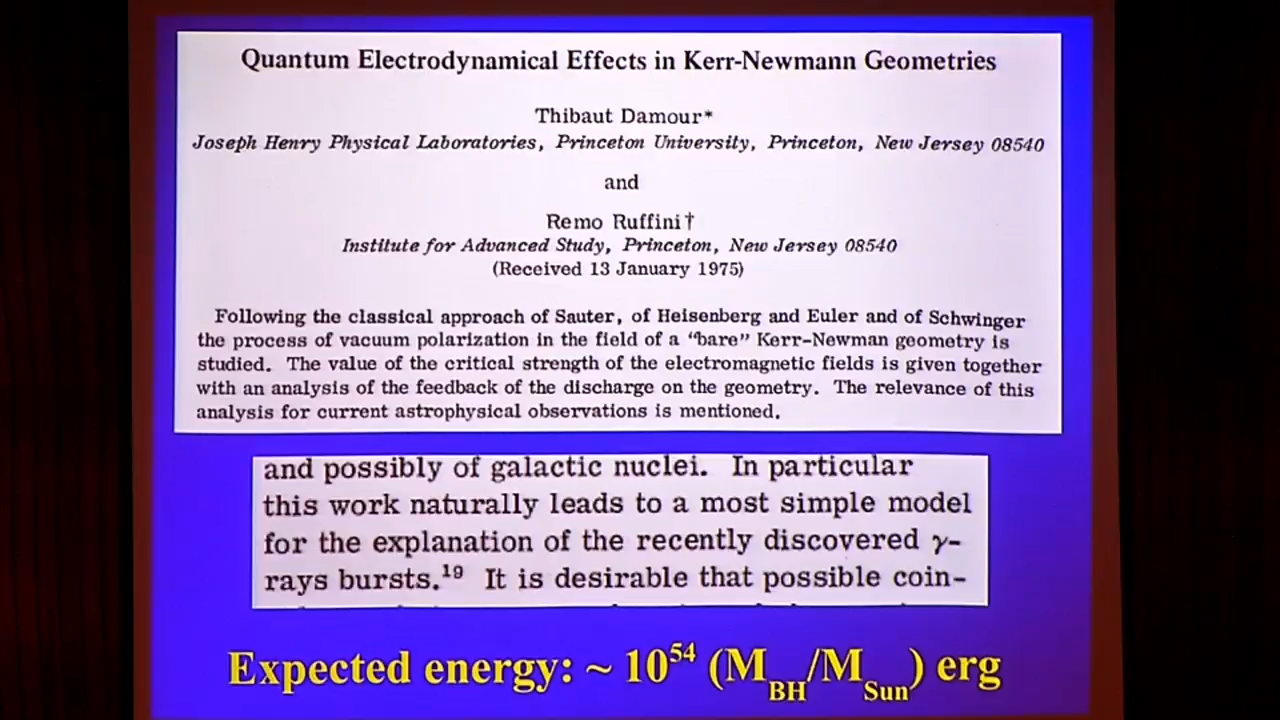 Quantum Electrodynamical Effects in Kerr-Newmann Geometries
Thibaut Damour*
Joseph Henry Physical Laboratories, Princeton University, Princeton, New Jersey 08540
and
Remo Ruffini†
Institute for Advanced Study, Princeton, New Jersey 08540
(Received 13 January 1975)
Following the classical approach of Sauter, of Heisenberg and Euler and of Schwinger
the process of vacuum polarization in the field of a “bare” Kerr-Newman geometry is
studied. The value of the critical strength of the electromagnetic fields is given together
with an analysis of the feedback of the discharge on the geometry. The relevance of this
analysis for current astrophysical observations is mentioned.
and possibly of galactic nuclei. In particular
this work naturally leads to a most simple model
for the explanation of the recently discovered γ-
rays bursts.¹⁹ It is desirable that possible coin-
Expected energy: ~ 10⁵⁴ (M_BH/M_Sun) erg